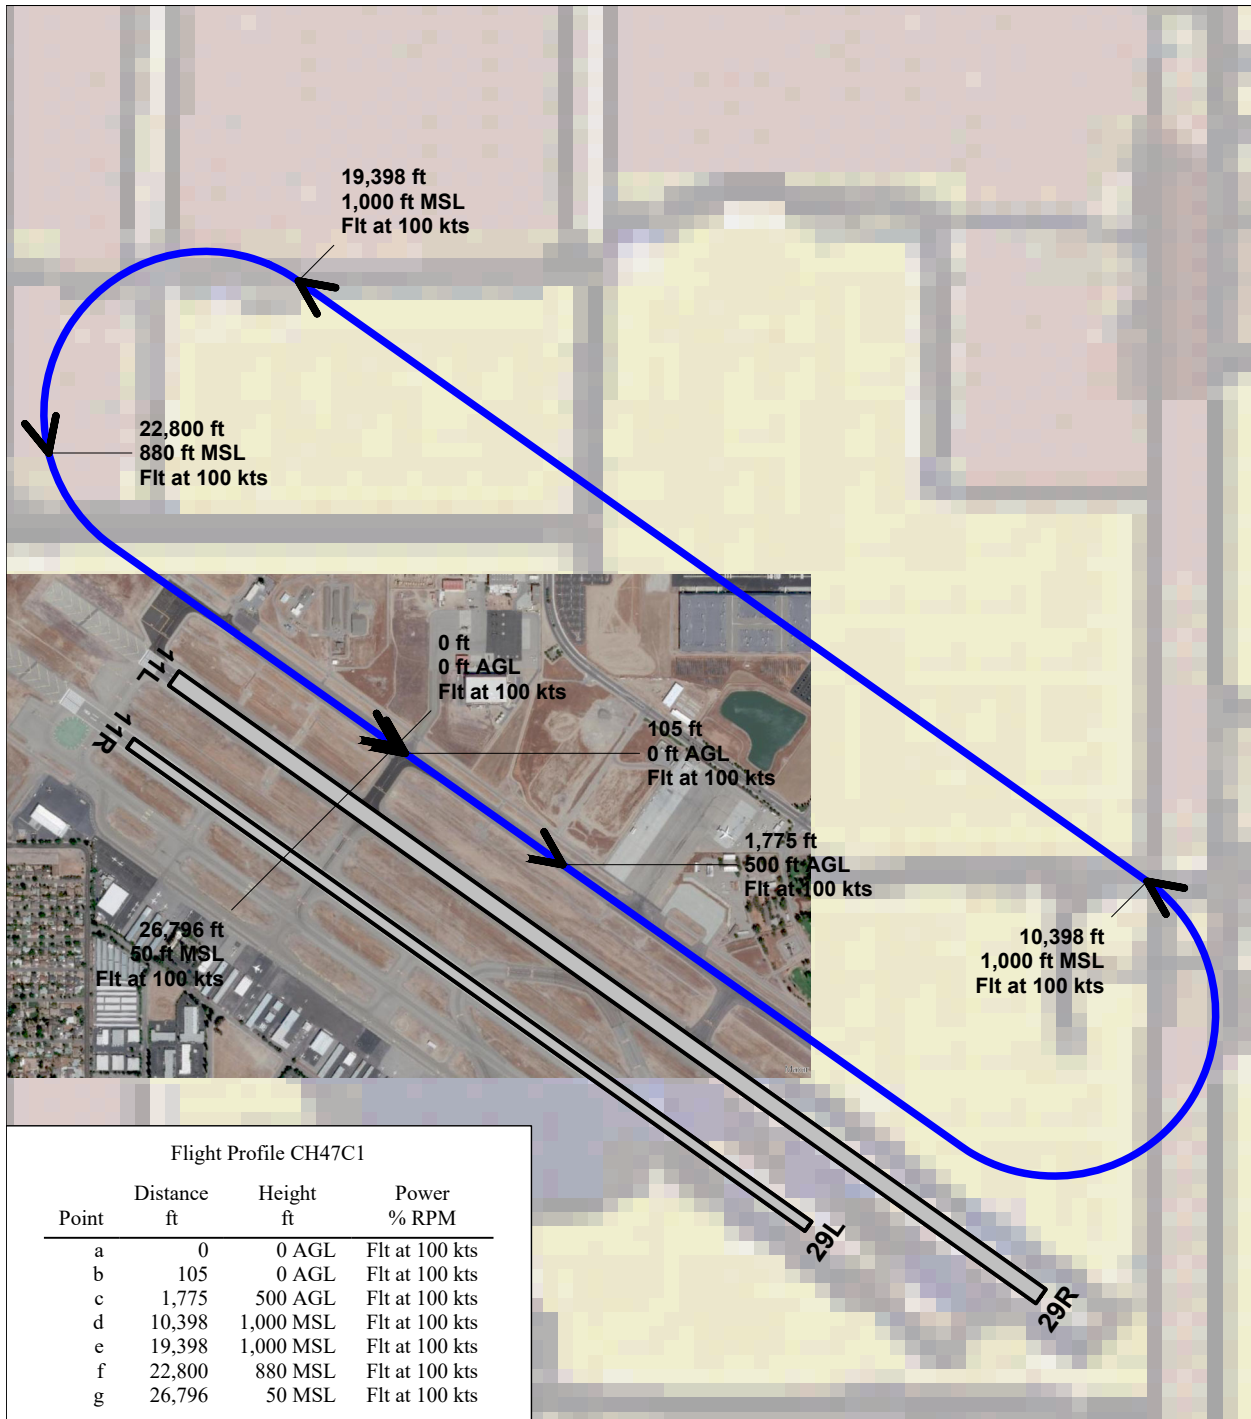 19,398 ft
1,000 ft MSL
Flt at 100 kts
22,800 ft
880 ft MSL
Flt at 100 kts
0 ft
0 ft AGL
Flt at 100 kts
11L
11R
105 ft
0 ft AGL
Flt at 100 kts
1,775 ft
500 ft AGL
Flt at 100 kts
26,796 ft
50 ft MSL
Flt at 100 kts
10,398 ft
1,000 ft MSL
Flt at 100 kts
29L
29R
Flight Profile CH47C1
Distance Height Power
Point ft ft % RPM
a 0 0 AGL Flt at 100 kts
b 105 0 AGL Flt at 100 kts
c 1,775 500 AGL Flt at 100 kts
d 10,398 1,000 MSL Flt at 100 kts
e 19,398 1,000 MSL Flt at 100 kts
f 22,800 880 MSL Flt at 100 kts
g 26,796 50 MSL Flt at 100 kts